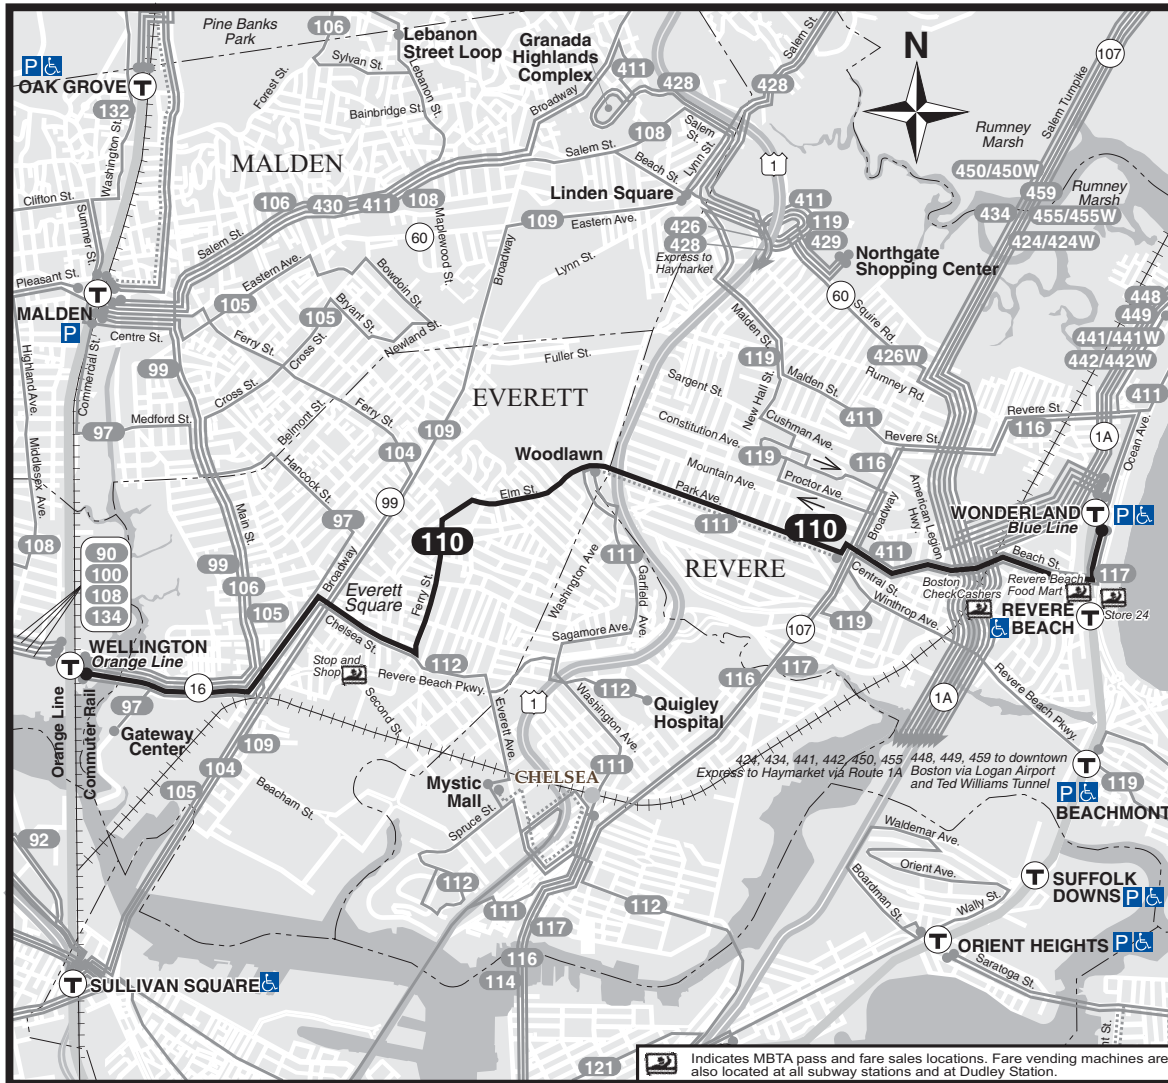 Pine Banks
Park
106
Lebanon
Street Loop
Granada
Highlands
Complex
411
428
428
Salem St.
N
107
Salem Turnpike
P
OAK GROVE
T
132
Washington St.
Sylvan St.
Forest St.
Lebanon St.
Bainbridge St.
Broadway
108
Salem
St.
Lynn St.
Salem St.
Beach St.
1
Rumney
Marsh
450/450W
459
Rumney
Marsh
MALDEN
Linden Square
Clifton St.
Summer St.
106
430
411
108
Maplewood St.
60
109
Eastern Ave.
Broadway
411
119
429
434
455/455W
424/424W
426
428
Express to
Haymarket
Northgate
Shopping Center
Salem St.
Eastern Ave.
Bowdoin St.
Lynn St.
Pleasant St.
T
MALDEN
P
105
105
Bryant St.
Newland St.
60
Squire Rd.
448
449
441/441W
442/442W
Centre St.
Ferry St.
Cross St.
Fuller St.
Malden St.
119
426W
Rumney Rd.
411
Highland Ave.
Commercial St.
99
Cross St.
EVERETT
Sargent St.
New Hall St.
Malden St.
Revere St.
116
Medford St.
Belmont St.
Ferry St.
109
104
Constitution Ave.
Cushman Ave.
411
Revere St.
1A
Ocean Ave.
97
Middlesex Ave.
Hancock St.
Woodlawn
119
116
Mountain Ave.
Proctor Ave.
Main St.
97
99
Elm St.
Park Ave.
111
110
Broadway
American Legion
Hwy.
WONDERLAND
Blue Line
T
P
108
90
100
108
134
99
106
105
Broadway
110
Ferry St.
Washington Ave
111
Garfield Ave.
REVERE
411
Central St.
Beach St.
117
Everett
Square
Boston
CheckCashers
Revere Beach
Food Mart
Winthrop Ave.
119
REVERE
BEACH
T
Store 24
Chelsea St.
Sagamore Ave.
107
WELLINGTON
Orange Line
T
Stop and
Shop
112
Revere Beach Pkwy.
117
116
16
Second St.
112
Quigley
Hospital
Washington Ave.
1
1A
Revere Beach Pkwy.
97
Gateway
Center
Everett Ave.
Orange Line
Commuter Rail
109
104
105
Beacham St.
Mystic
Mall
CHELSEA
111
424, 434, 441, 442, 450, 455
Express to Haymarket via Route 1A
448, 449, 459 to downtown
Boston via Logan Airport
and Ted Williams Tunnel
T
P
BEACHMONT
119
Spruce St.
92
Waldemar Ave.
Orient Ave.
Boardman St.
Wally St.
T
SUFFOLK
DOWNS
P
112
111
117
112
T
ORIENT HEIGHTS
P
Saratoga St.
116
114
T
SULLIVAN SQUARE
121
Indicates MBTA pass and fare sales locations. Fare vending machines are
also located at all subway stations and at Dudley Station.